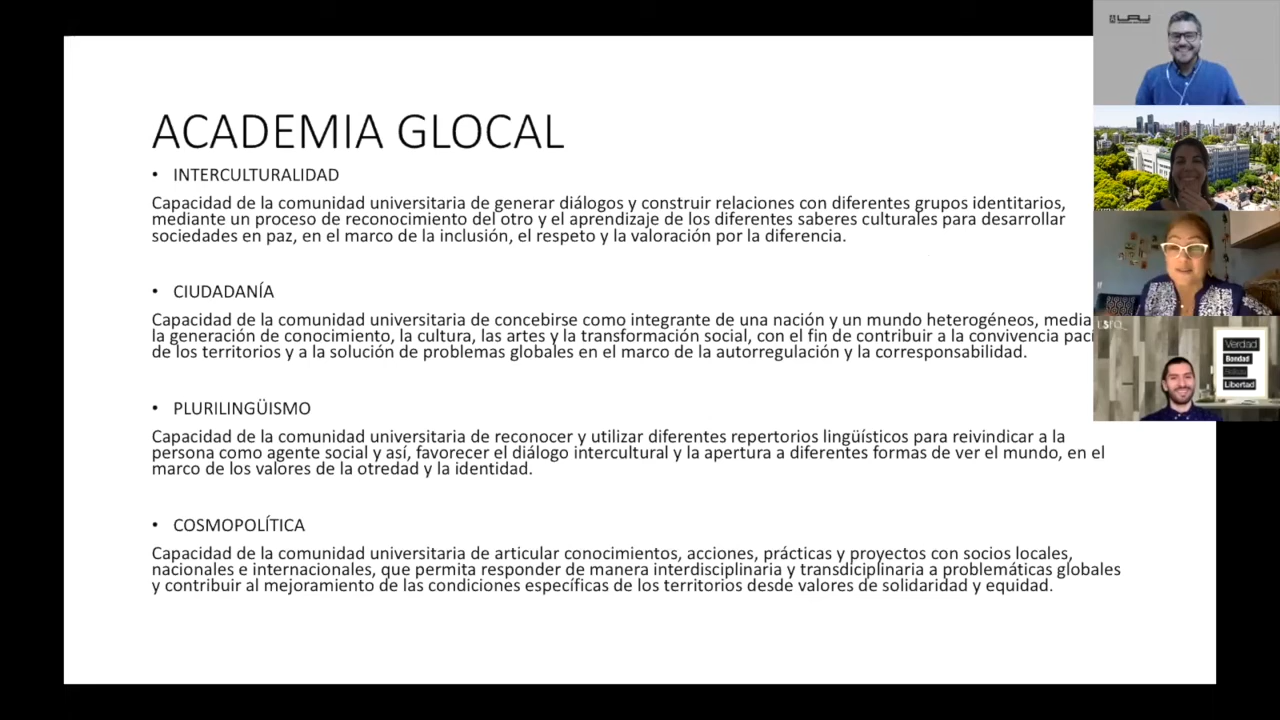 ACADEMIA GLOCAL
• INTERCULTURALIDAD
Capacidad de la comunidad universitaria de generar diálogos y construir relaciones con diferentes grupos identitarios,
mediante un proceso de reconocimiento del otro y el aprendizaje de los diferentes saberes culturales para desarrollar
sociedades en paz, en el marco de la inclusión, el respeto y la valoración por la diferencia.
• CIUDADANÍA
Capacidad de la comunidad universitaria de concebirse como integrante de una nación y un mundo heterogéneos, media
la generación de conocimiento, la cultura, las artes y la transformación social, con el fin de contribuir a la convivencia pací
de los territorios y a la solución de problemas globales en el marco de la autorregulación y la corresponsabilidad.
• PLURILINGÜISMO
Capacidad de la comunidad universitaria de reconocer y utilizar diferentes repertorios lingüísticos para reivindicar a la
persona como agente social y así, favorecer el diálogo intercultural y la apertura a diferentes formas de ver el mundo, en el
marco de los valores de la otredad y la identidad.
• COSMOPOLÍTICA
Capacidad de la comunidad universitaria de articular conocimientos, acciones, prácticas y proyectos con socios locales,
nacionales e internacionales, que permita responder de manera interdisciplinaria y transdiciplinaria a problemáticas globales
y contribuir al mejoramiento de las condiciones específicas de los territorios desde valores de solidaridad y equidad.
UAI
Verdad
Bondad
Libertad